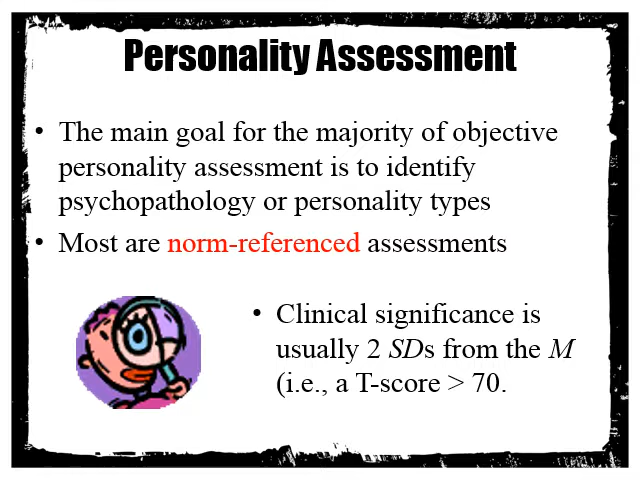 Personality Assessment
• The main goal for the majority of objective
personality assessment is to identify
psychopathology or personality types
• Most are norm-referenced assessments
• Clinical significance is
usually 2 SDs from the M
(i.e., a T-score > 70.